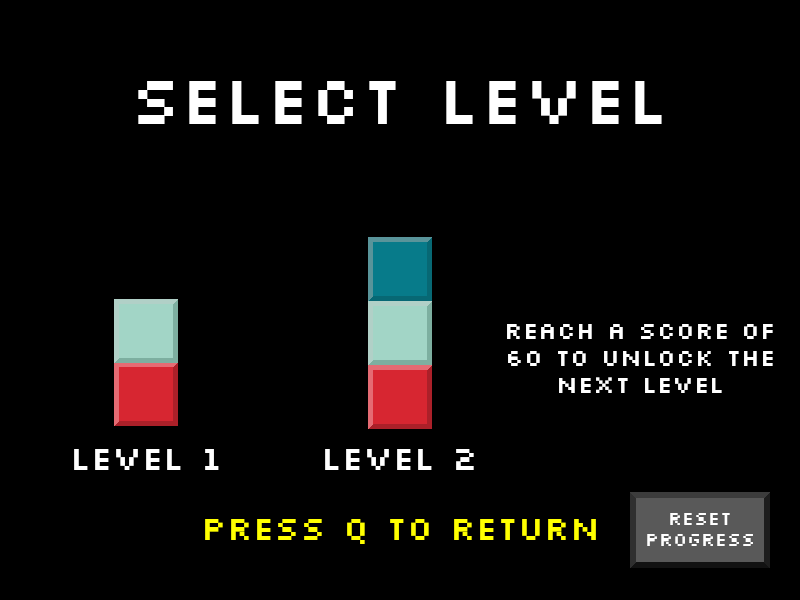 SELECT LEVEL
REACH A SCORE OF
60 TO UNLOCK THE
NEXT LEVEL
LEVEL 1
LEVEL 2
PRESS Q TO RETURN
RESET
PROGRESS